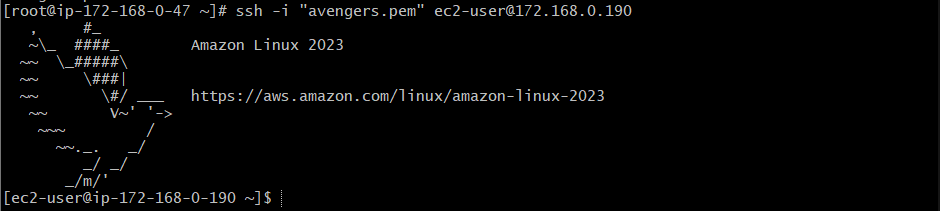 [root@ip-172-168-0-47 ~]# ssh -i "avengers.pem" ec2-user@172.168.0.190
   ,     #_
   ~\_  ####_        Amazon Linux 2023
  ~~  \_#####\
  ~~     \###|
  ~~       \#/ ___   https://aws.amazon.com/linux/amazon-linux-2023
   ~~       V~' '->
    ~~~         /
      ~~._.   _/
         _/ _/
       _/m/'
[ec2-user@ip-172-168-0-190 ~]$